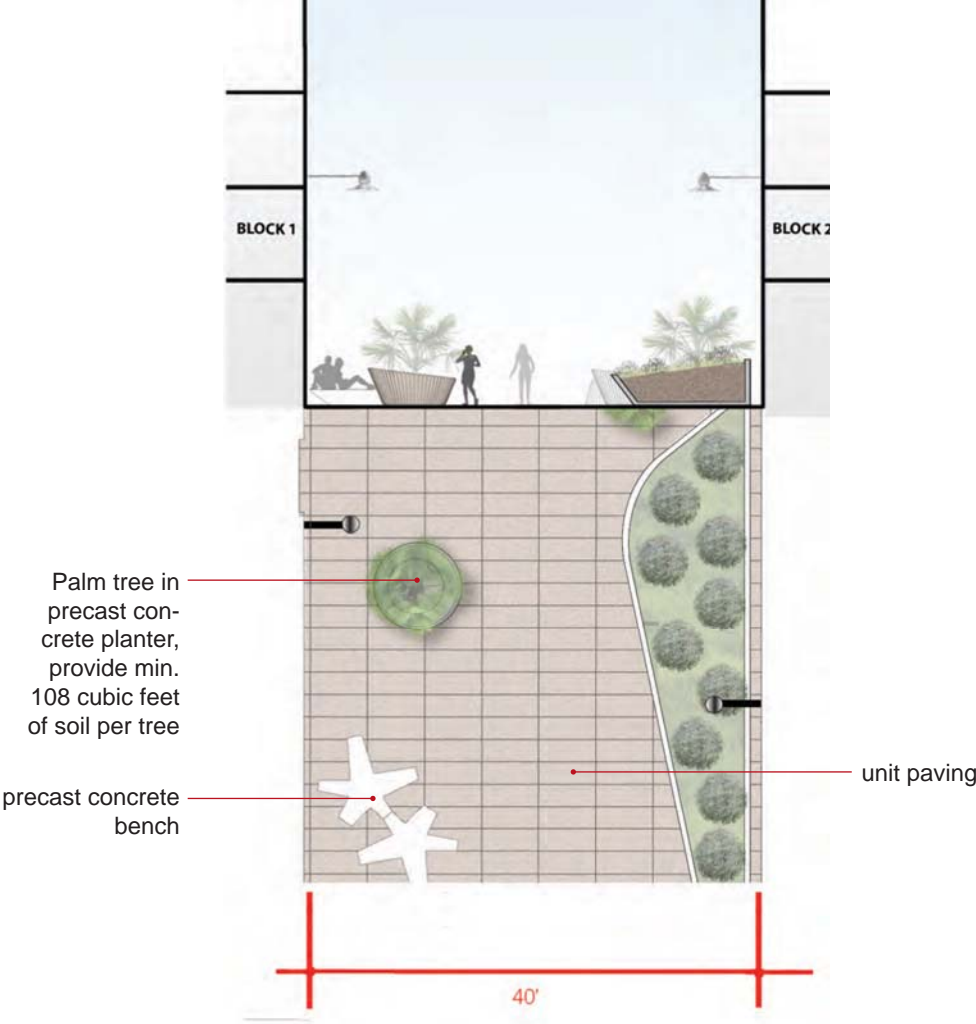 BLOCK 1
BLOCK 2
Palm tree in
precast con-
crete planter,
provide min.
108 cubic feet
of soil per tree
precast concrete
bench
unit paving
40'